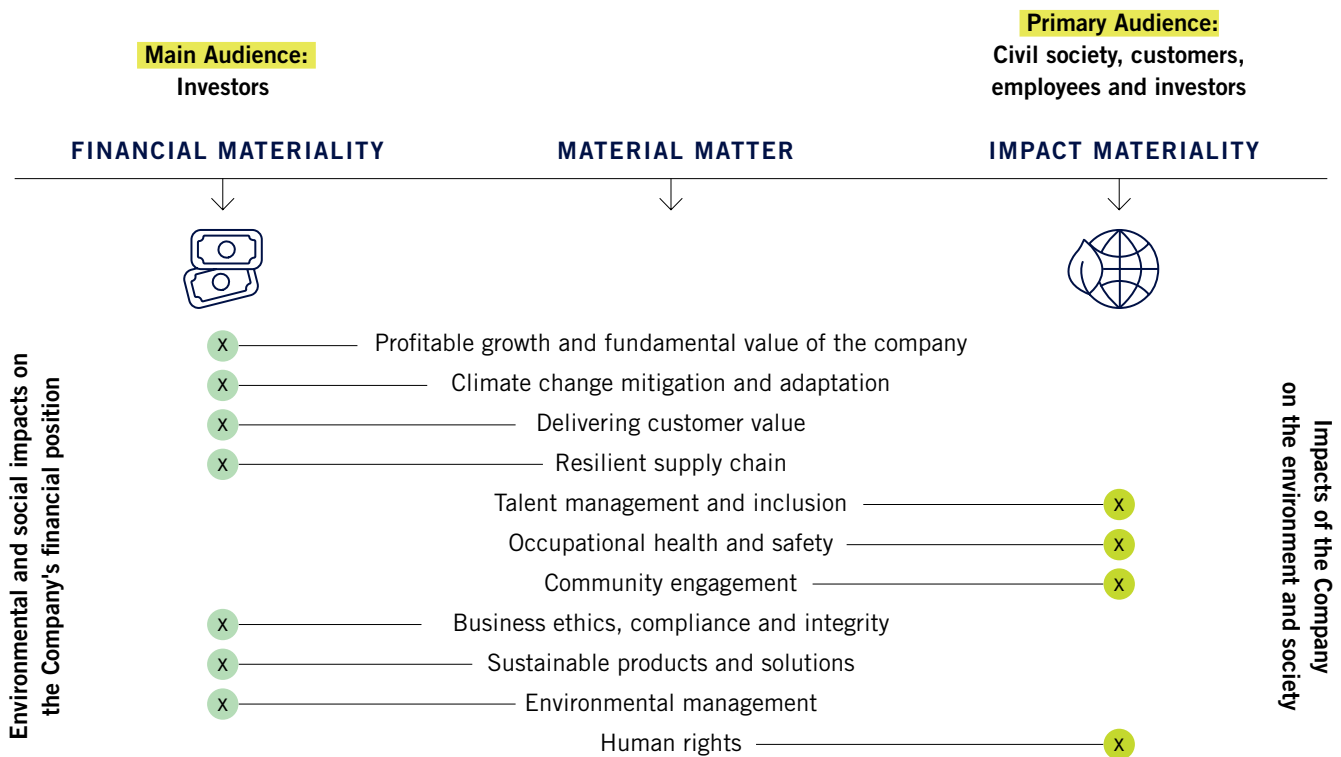 Main Audience:
Investors
Primary Audience:
Civil society, customers,
employees and investors
FINANCIAL MATERIALITY
MATERIAL MATTER
IMPACT MATERIALITY
Environmental and social impacts on
the Company's financial position
X Profitable growth and fundamental value of the company
X Climate change mitigation and adaptation
X Delivering customer value
X Resilient supply chain
Talent management and inclusion X
Occupational health and safety X
Community engagement X
X Business ethics, compliance and integrity
X Sustainable products and solutions
X Environmental management
Human rights X
Impacts of the Company
on the environment and society